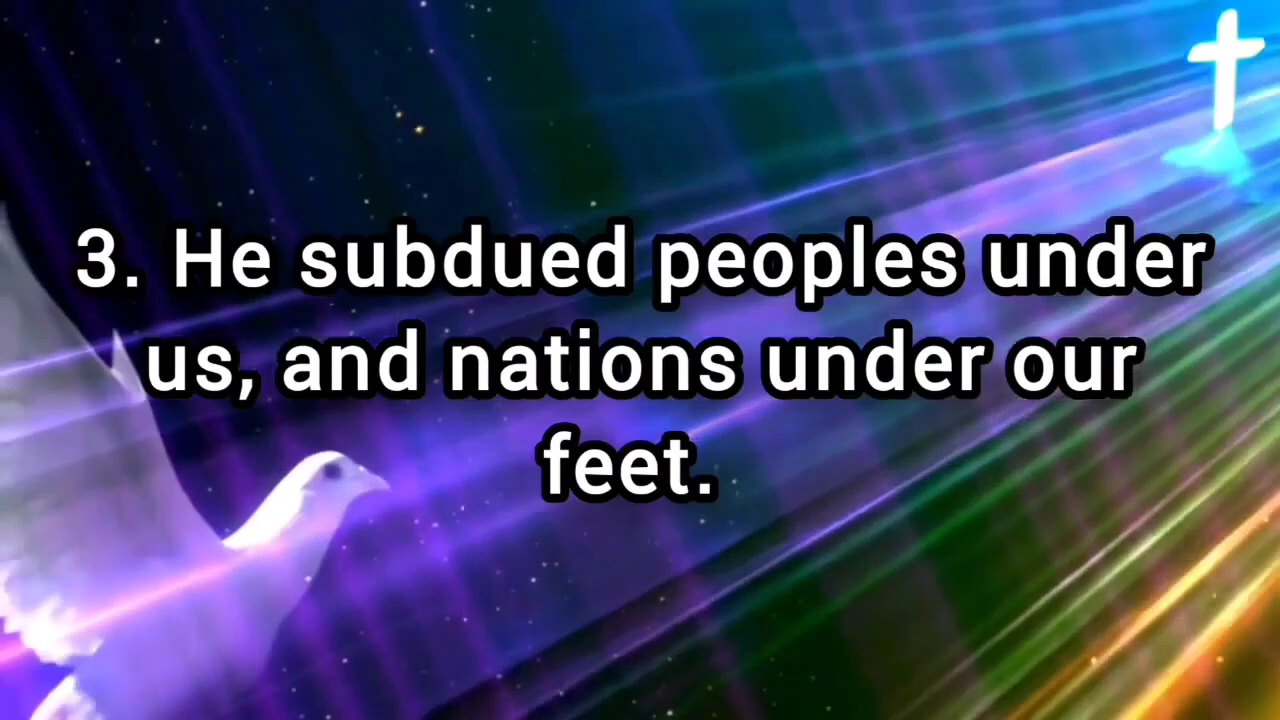 3. He subdued peoples under
us, and nations under our
feet.